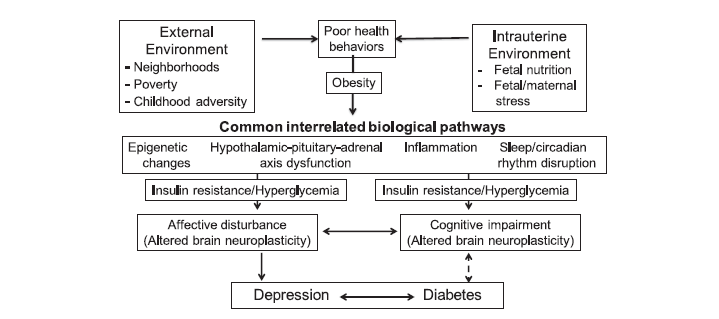 External
Environment
- Neighborhoods
- Poverty
- Childhood adversity
Poor health
behaviors
Intrauterine
Environment
- Fetal nutrition
- Fetal/maternal
stress
Obesity
Common interrelated biological pathways
Epigenetic
changes
Hypothalamic-pituitary-adrenal
axis dysfunction
Inflammation
Sleep/circadian
rhythm disruption
Insulin resistance/Hyperglycemia
Insulin resistance/Hyperglycemia
Affective disturbance
(Altered brain neuroplasticity)
Cognitive impairment
(Altered brain neuroplasticity)
Depression
Diabetes